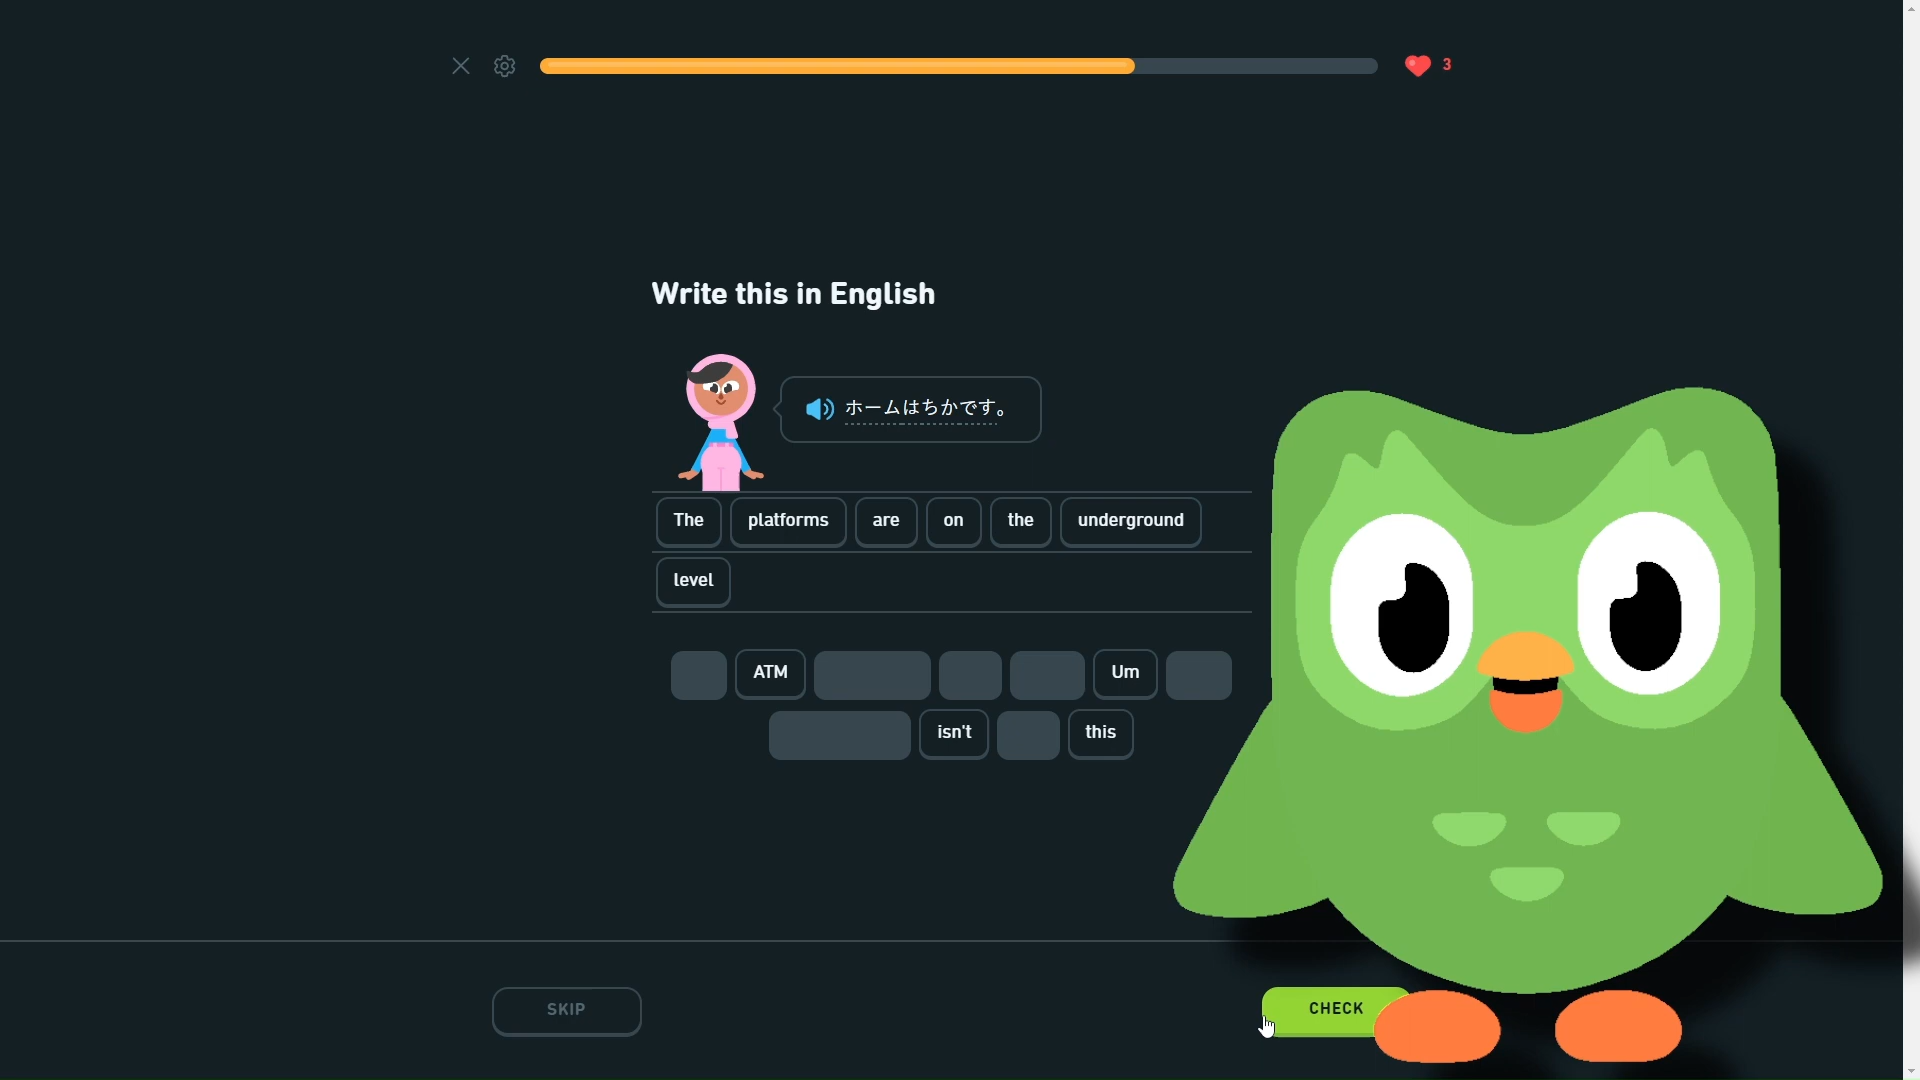 3
Write this in English
ホームはちかです。
The platforms are on the underground
level
ATM Um
isn't this
SKIP CHECK